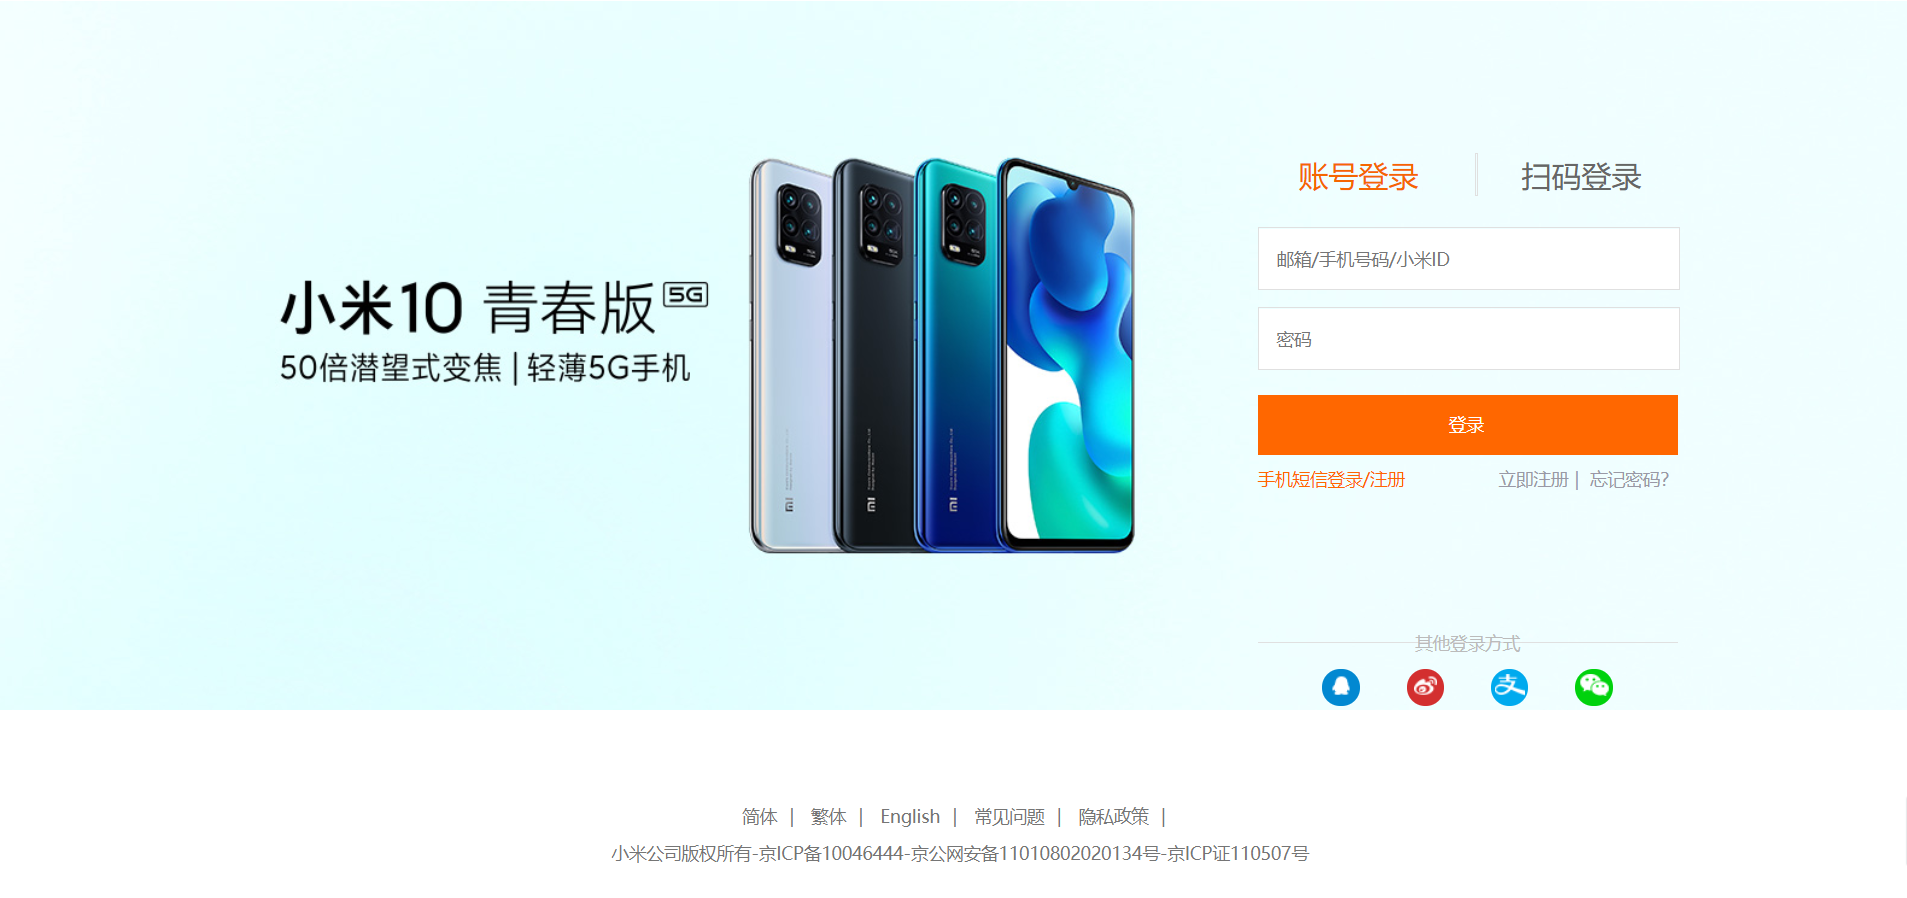 小米10 青春版 5G
50倍潜望式变焦 | 轻薄5G手机
账号登录
扫码登录
邮箱/手机号码/小米ID
密码
登录
手机短信登录/注册
立即注册 | 忘记密码?
其他登录方式
支
简体 | 繁体 | English | 常见问题 | 隐私政策 |
小米公司版权所有-京ICP备10046444-京公网安备11010802020134号-京ICP证110507号